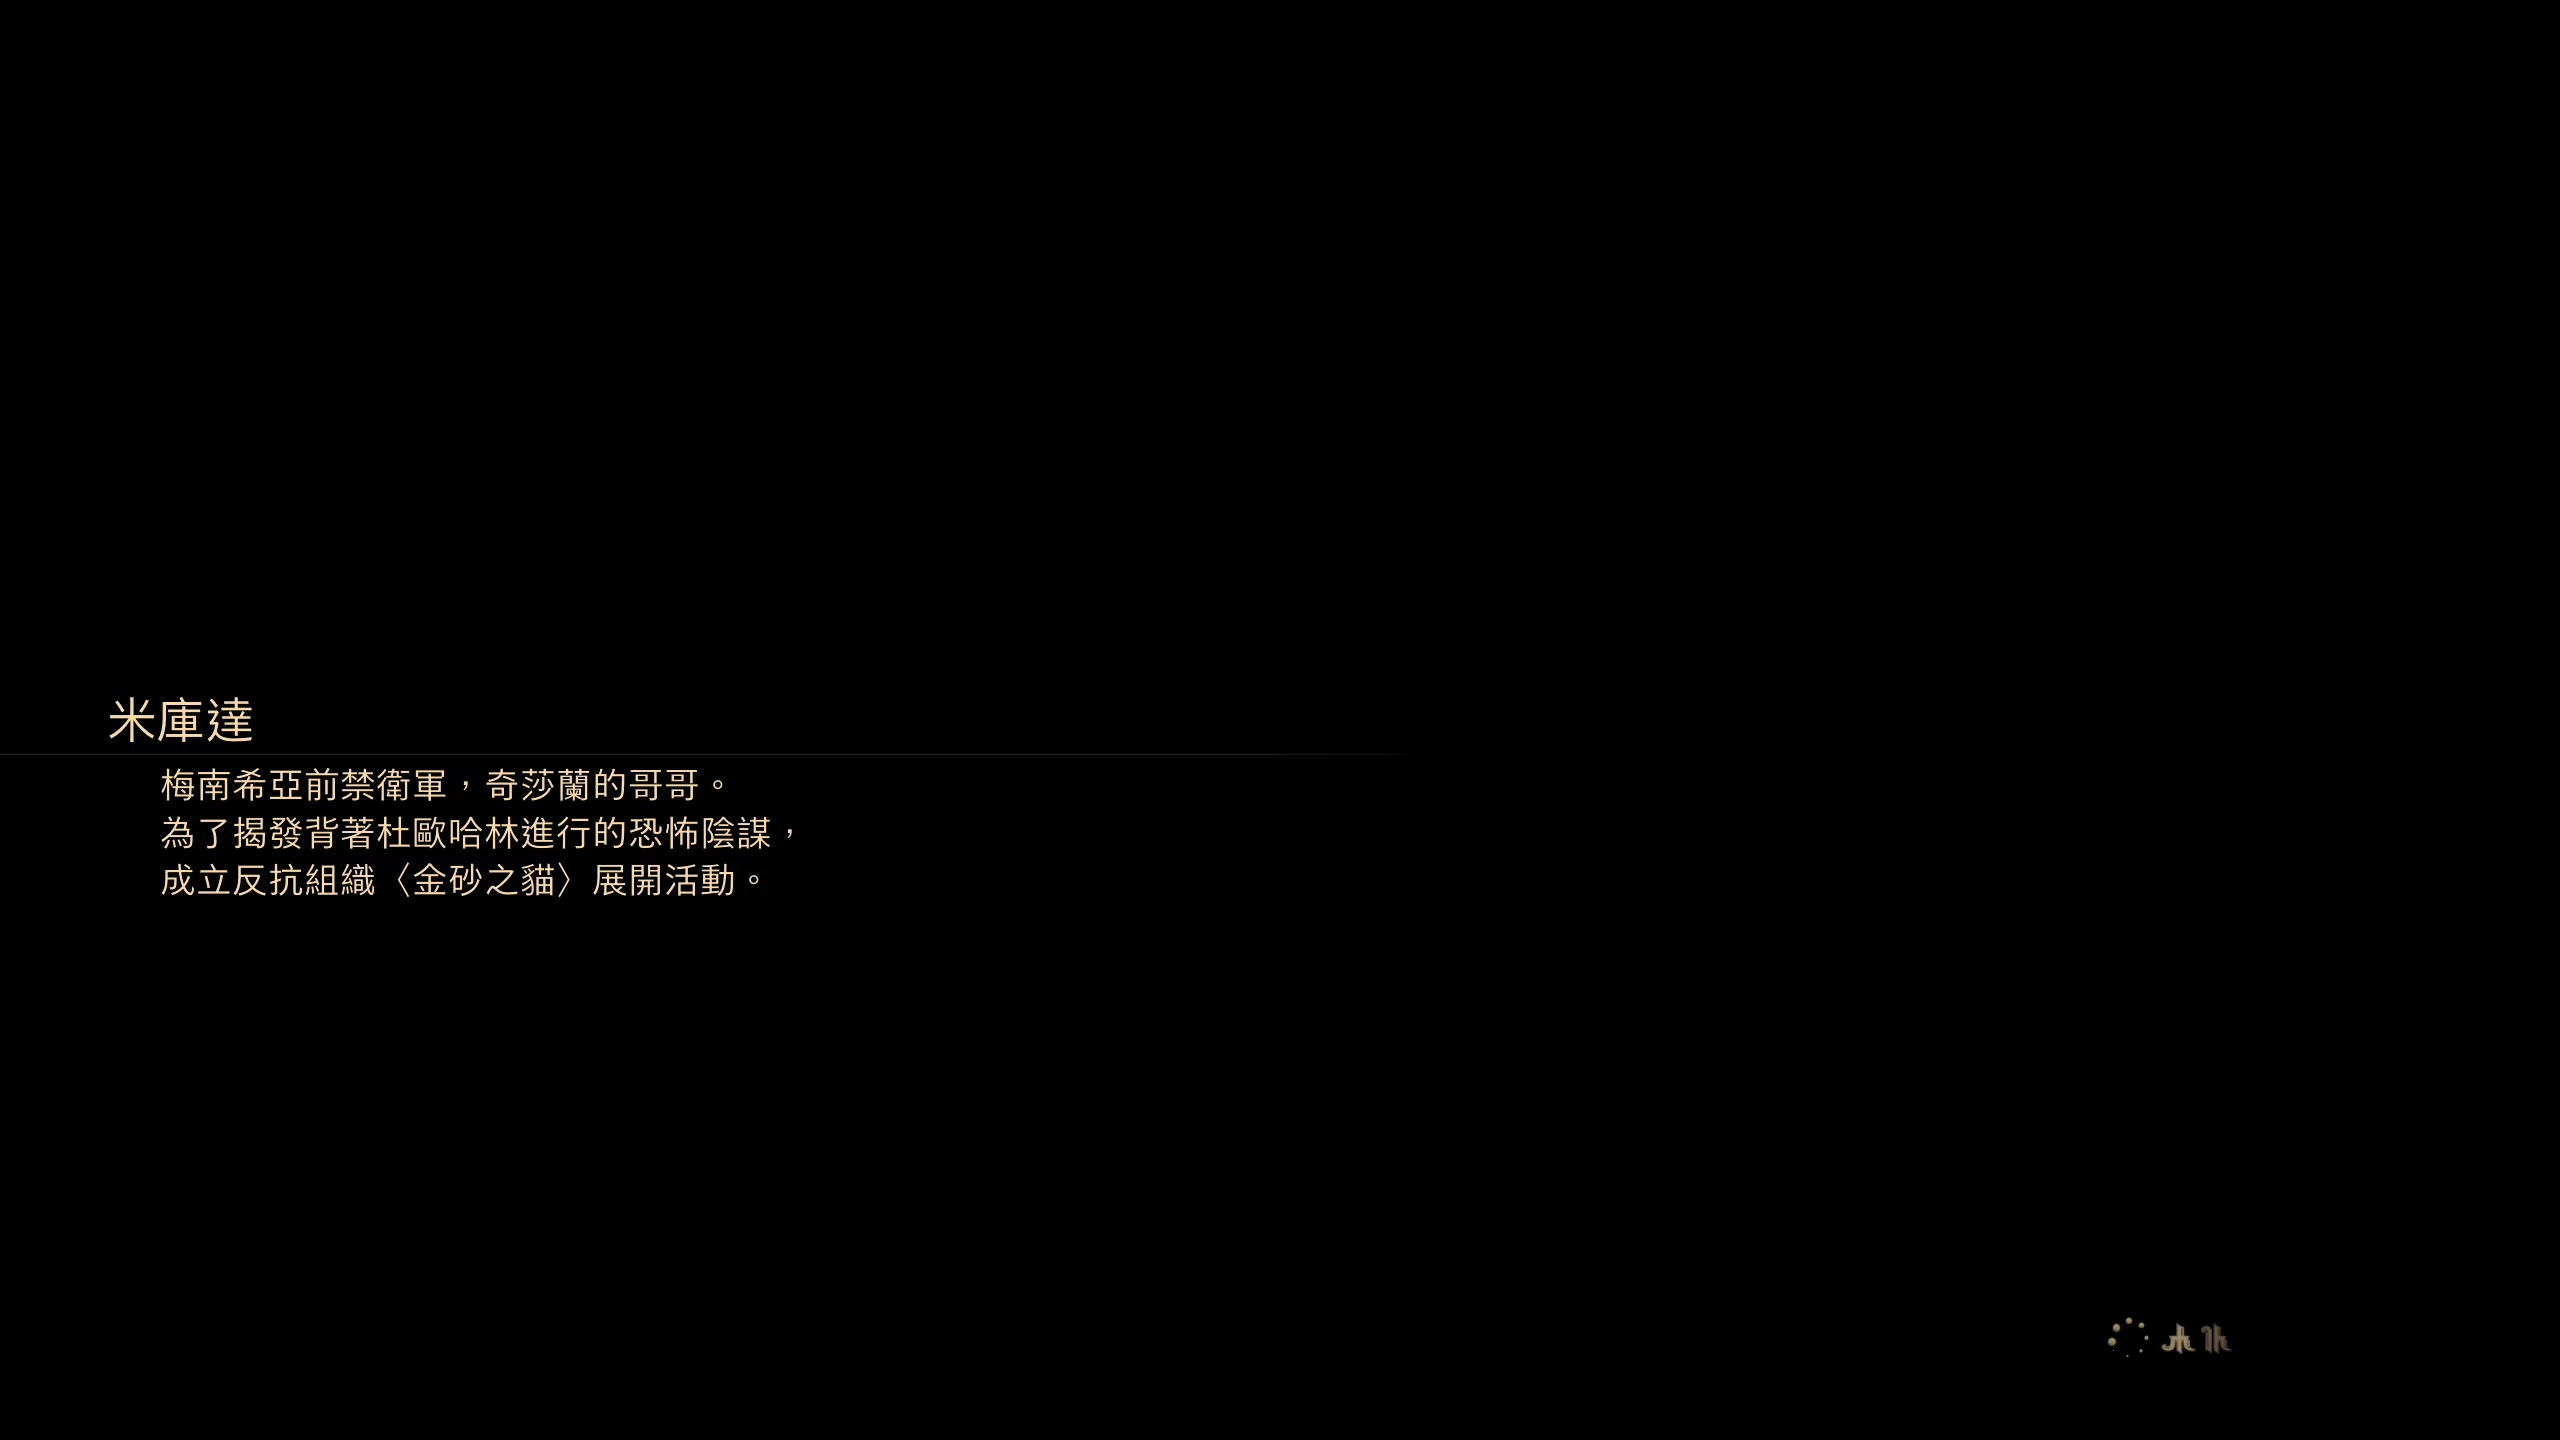 米庫達
梅南希亞前禁衛軍，奇莎蘭的哥哥。
為了揭發背著杜歐哈林進行的恐怖陰謀，
成立反抗組織〈金砂之貓〉展開活動。